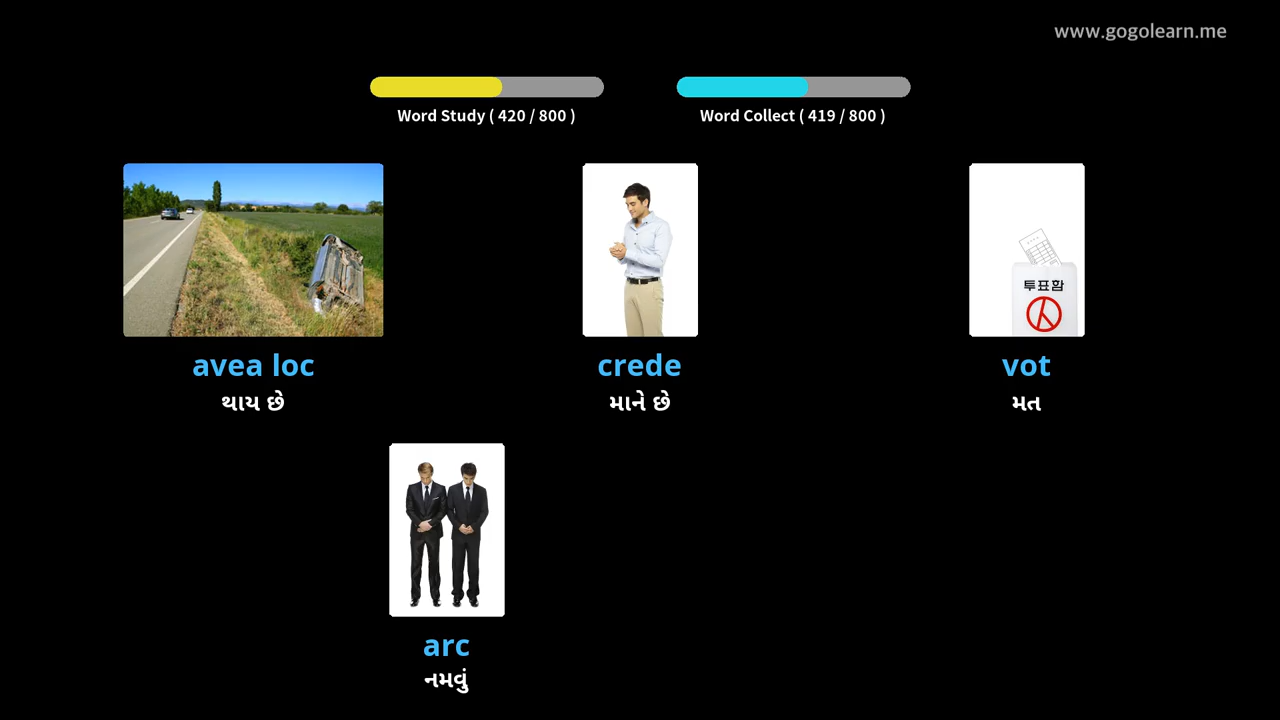 www.gogolearn.me
Word Study ( 420 / 800 )
Word Collect ( 419 / 800 )
투표함
avea loc
થાય છે
crede
માને છે
vot
મત
arc
નમવું